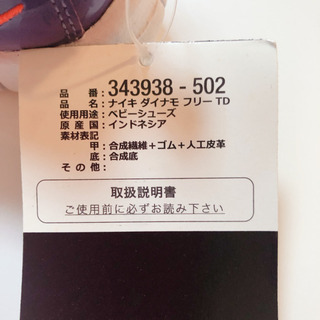 品番：343938 - 502
品名：ナイキ ダイナモ フリー TD
使用用途：ベビーシューズ
原産国：インドネシア
素材表記
甲：合成繊維＋ゴム＋人工皮革
底：合成底
その他：
取扱説明書
ご使用前に必ずお読み下さい